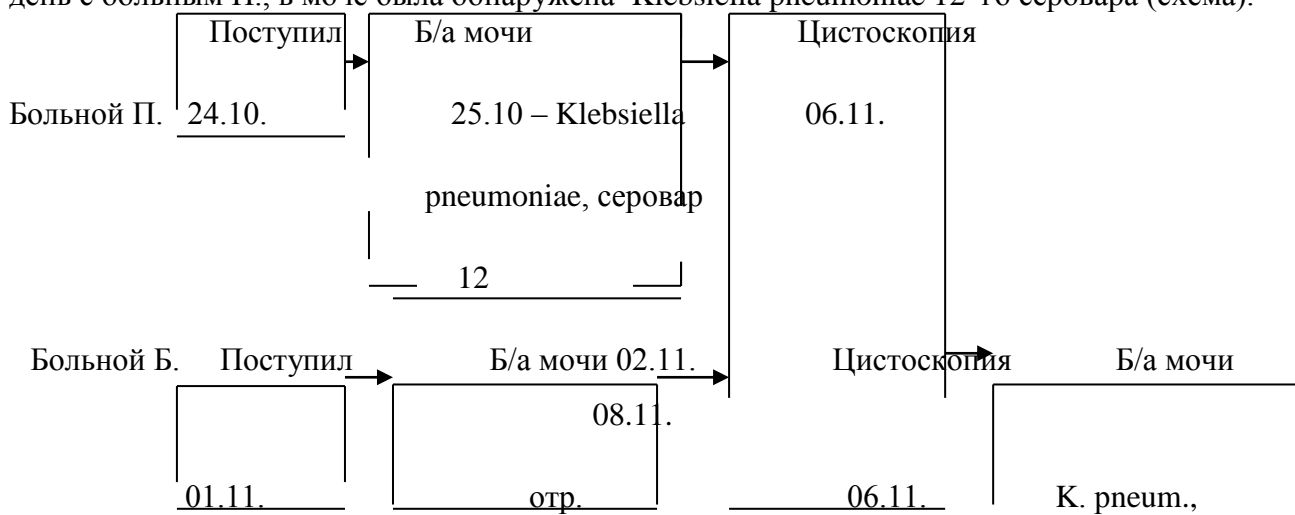 день с больным П., в моче была обнаружена Klebsiella pneumoniae 12-го серовара (схема).
Поступил Б/а мочи Цистоскопия
Больной П. 24.10. 25.10 – Klebsiella 06.11.
pneumoniae, серовар
12
Больной Б. Поступил Б/а мочи 02.11. Цистоскопия Б/а мочи
08.11.
01.11. отр. 06.11. K. pneum.,